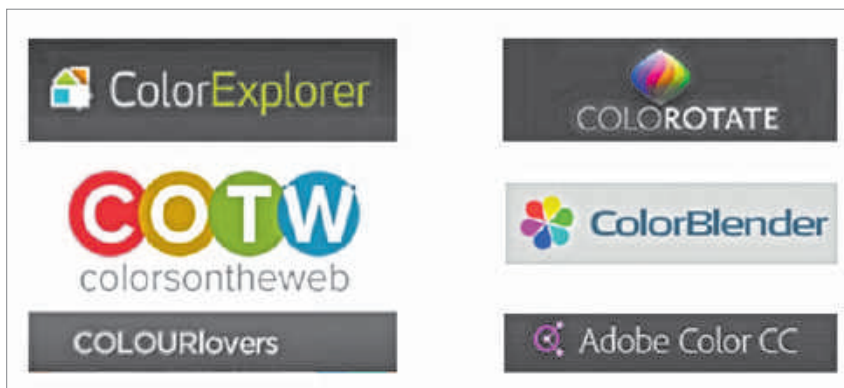 ColorExplorer
COLOROTATE
COTW
colorsontheweb
ColorBlender
COLOURlovers
Adobe Color CC